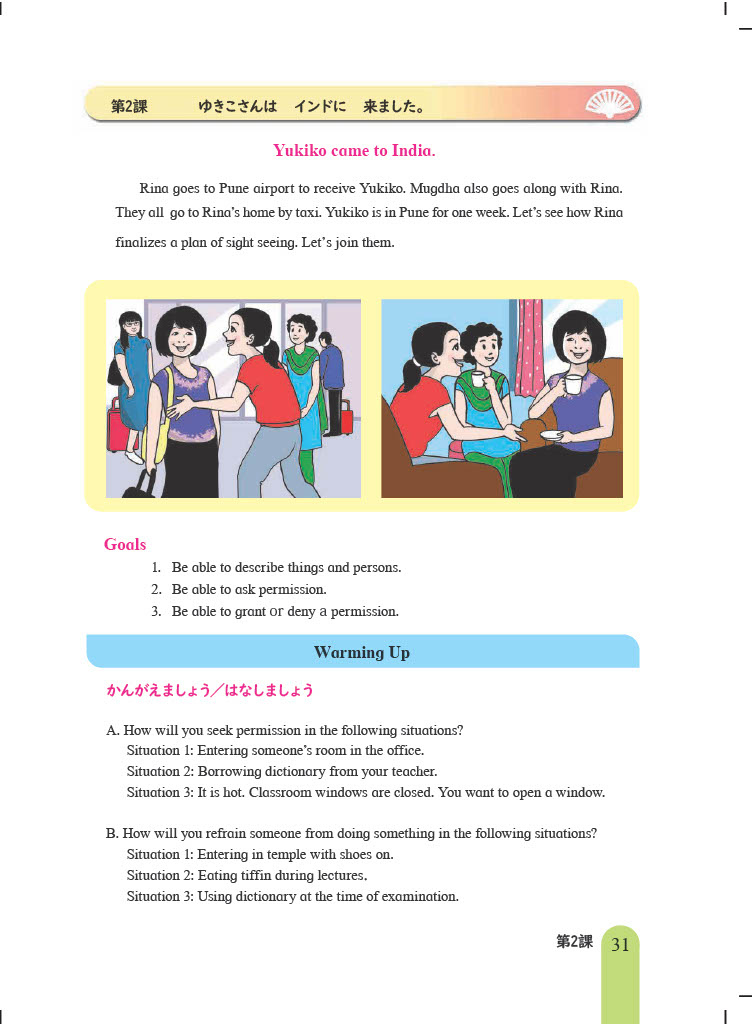 第2課 ゆきこさんは インドに 来ました。
Yukiko came to India.
Rina goes to Pune airport to receive Yukiko. Mugdha also goes along with Rina.
They all go to Rina's home by taxi. Yukiko is in Pune for one week. Let's see how Rina
finalizes a plan of sight seeing. Let's join them.
Goals
1. Be able to describe things and persons.
2. Be able to ask permission.
3. Be able to grant or deny a permission.
Warming Up
かんがえましょう／はなしましょう
A. How will you seek permission in the following situations?
Situation 1: Entering someone's room in the office.
Situation 2: Borrowing dictionary from your teacher.
Situation 3: It is hot. Classroom windows are closed. You want to open a window.
B. How will you refrain someone from doing something in the following situations?
Situation 1: Entering in temple with shoes on.
Situation 2: Eating tiffin during lectures.
Situation 3: Using dictionary at the time of examination.
第2課 31